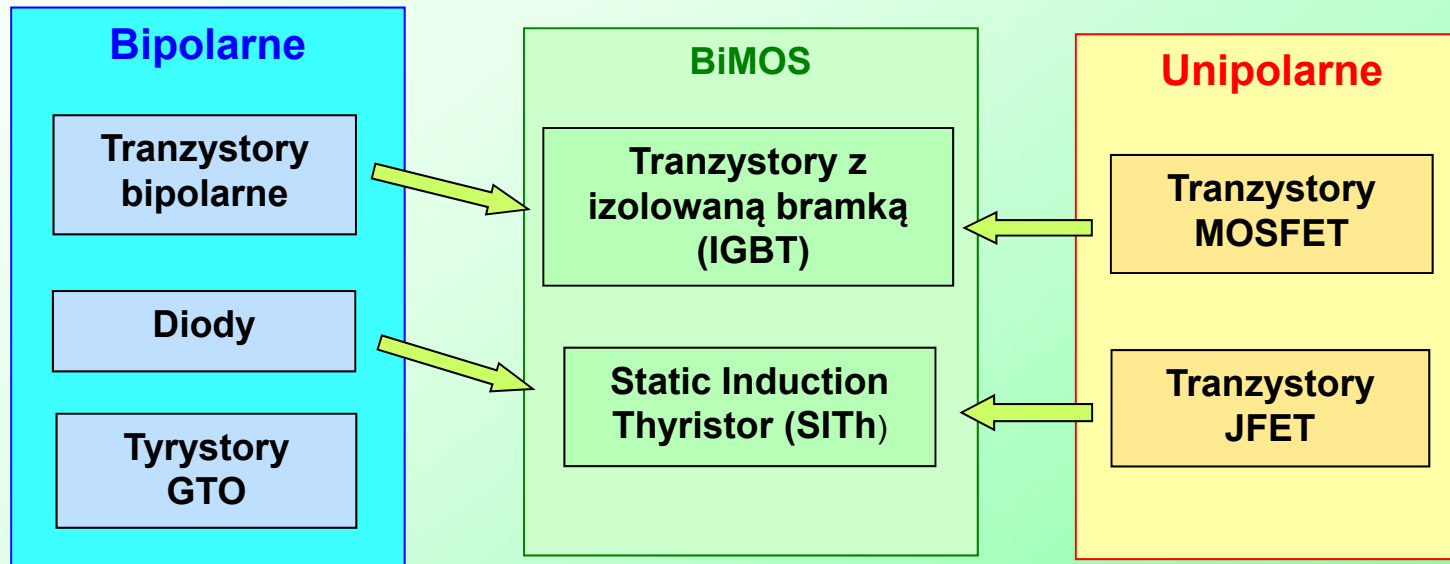 Bipolarne
Tranzystory
bipolarne
Diody
Tyrystory
GTO
BiMOS
Tranzystory z
izolowaną bramką
(IGBT)
Static Induction
Thyristor (SITh)
Unipolarne
Tranzystory
MOSFET
Tranzystory
JFET